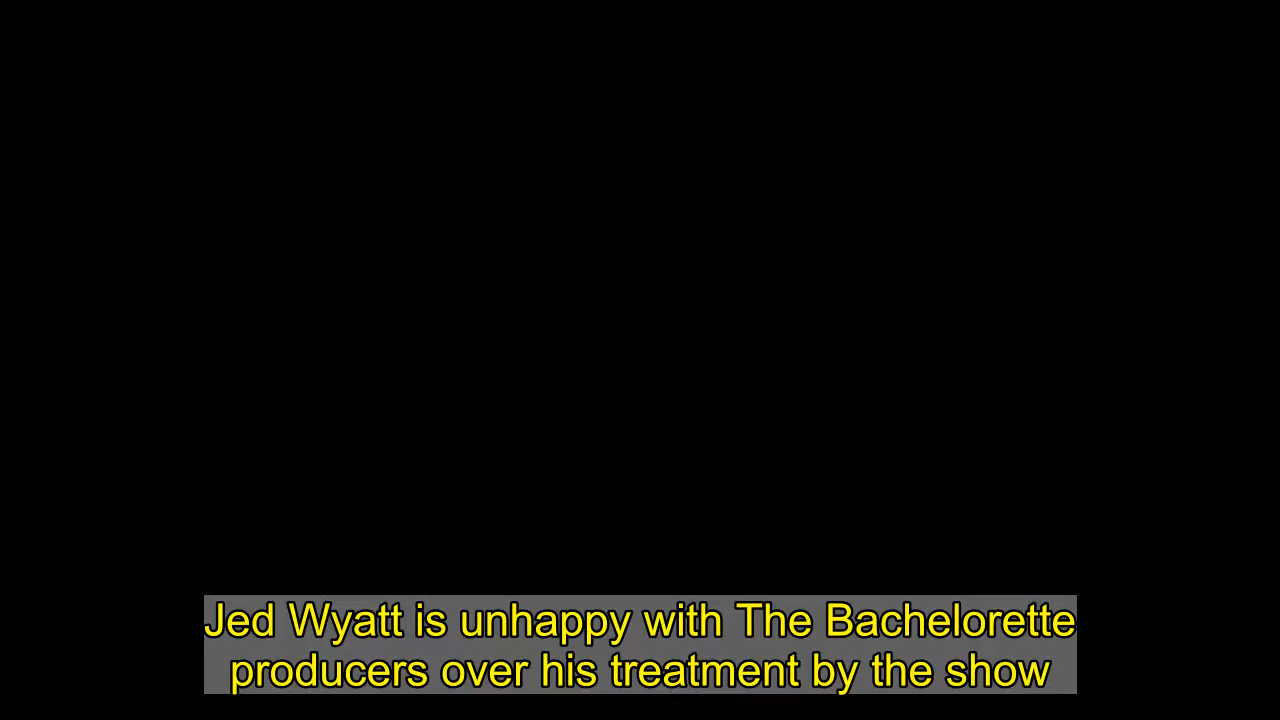 Jed Wyatt is unhappy with The Bachelorette
producers over his treatment by the show